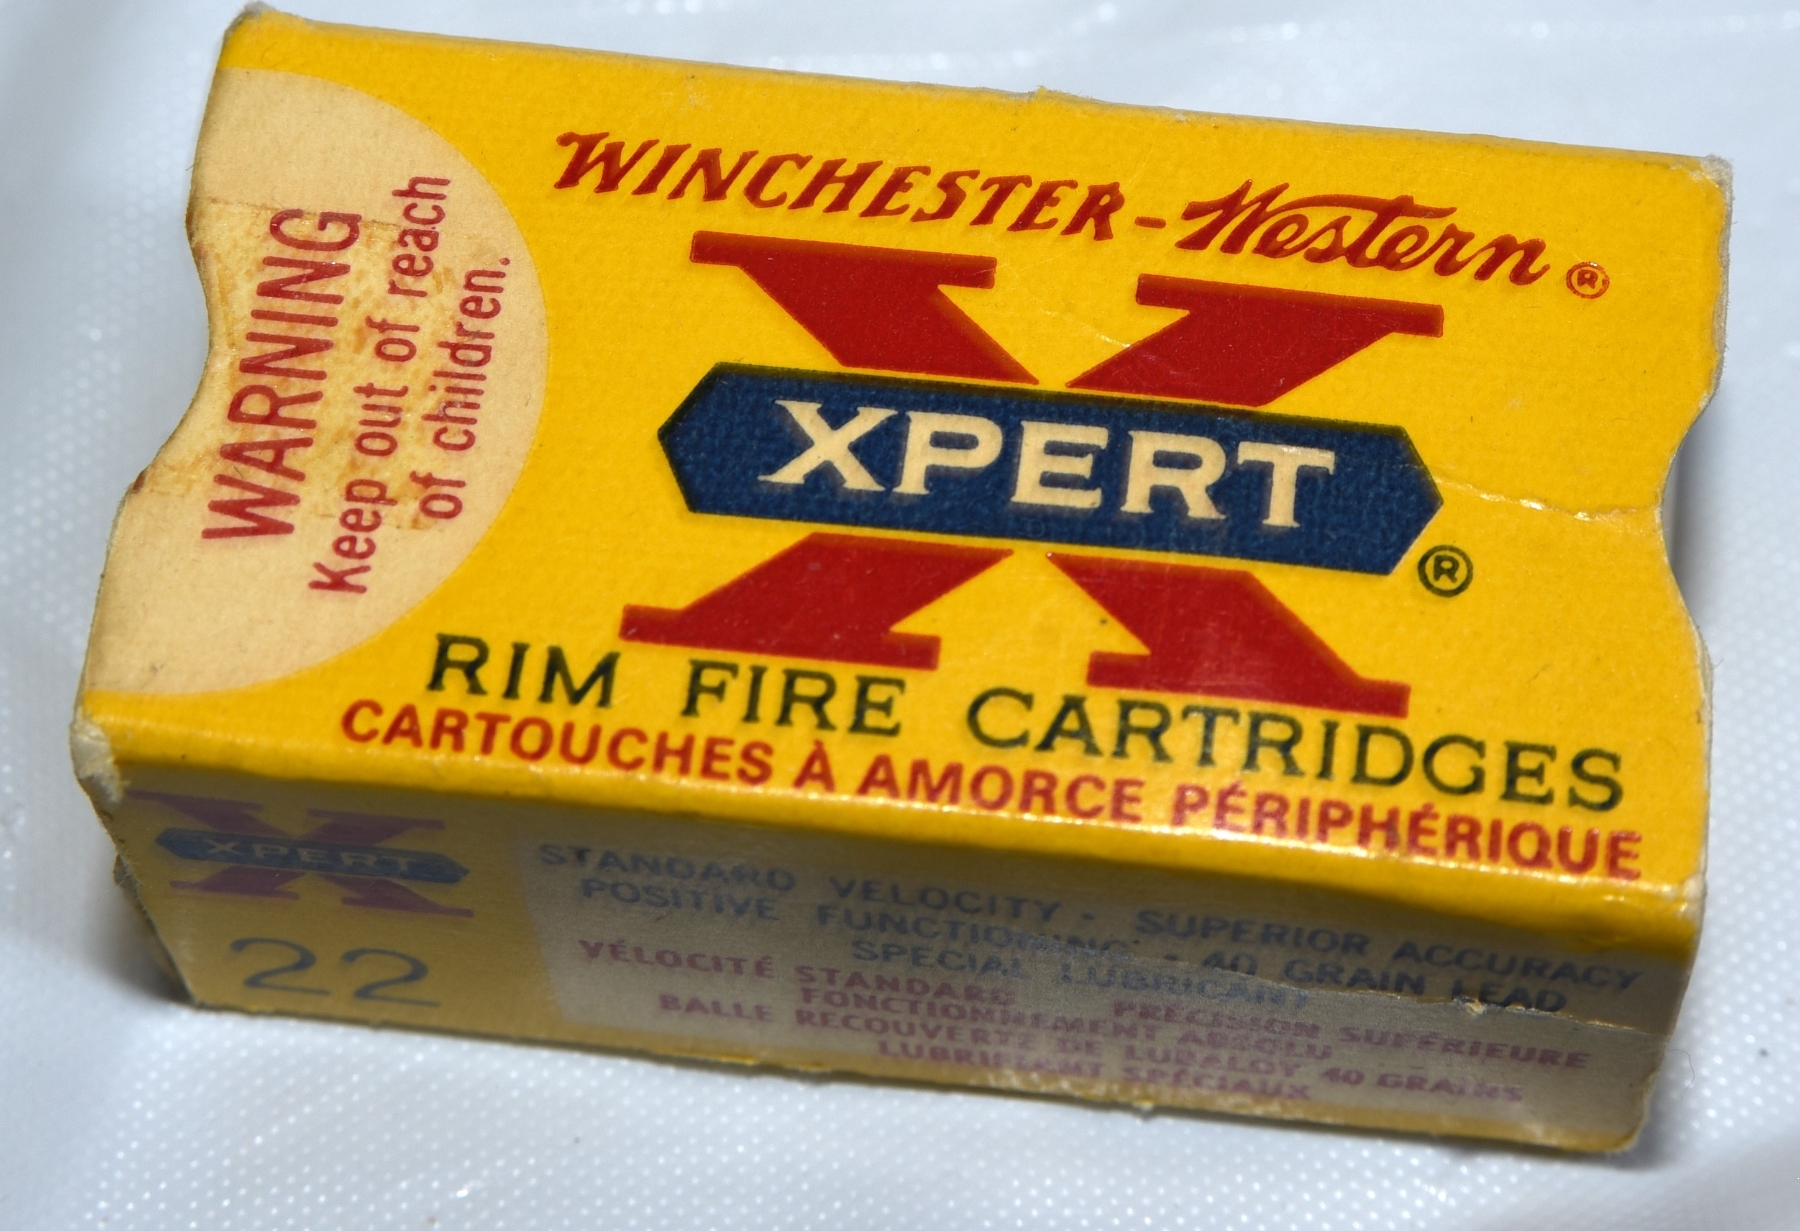 WINCHESTER-Western®
XPERT®
RIM FIRE CARTRIDGES
CARTOUCHES À AMORCE PÉRIPHÉRIQUE
WARNING
Keep out of reach
of children.
XPERT
22
STANDARD VELOCITY · SUPERIOR ACCURACY
POSITIVE FUNCTIONING · 40 GRAIN LEAD
SPECIAL LUBRICANT
VÉLOCITÉ STANDARD PRÉCISION SUPÉRIEURE
FONCTIONNEMENT ABSOLU
BALLE RECOUVERTE DE LUBALOY 40 GRAINS
LUBRIFIANT SPÉCIAUX